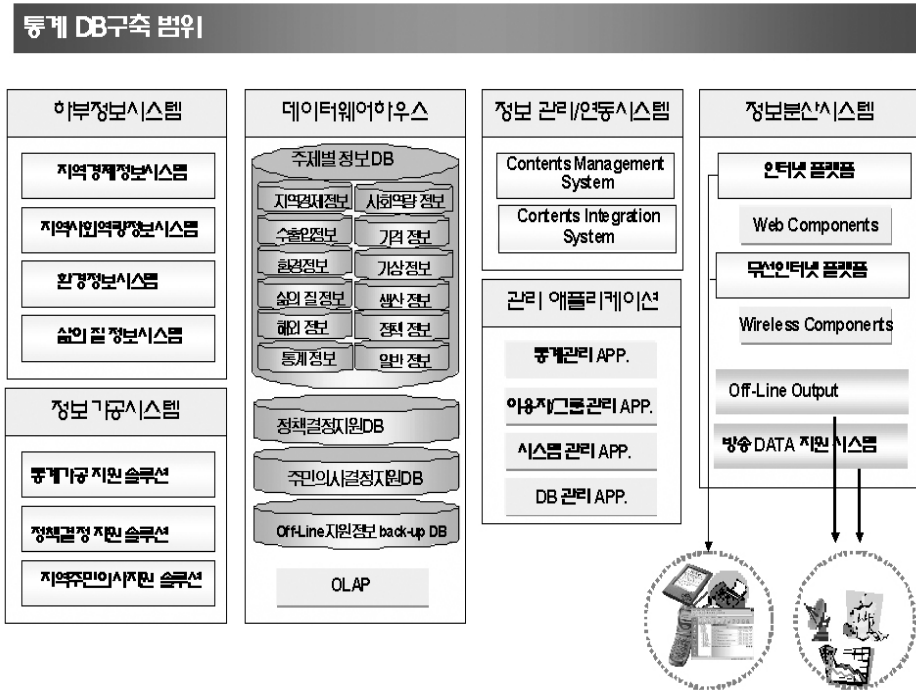 통계 DB구축 범위
하부정보시스템
지역경제정보시스템
지역사회역량정보시스템
환경정보시스템
삶의 질 정보시스템
정보가공시스템
통계가공 지원 솔루션
정책결정 지원 솔루션
지역주민의사지원 솔루션
데이터웨어하우스
주제별 정보 DB
지역경제정보
사회역량 정보
수출입정보
기업 정보
환경정보
기상 정보
삶의 질 정보
생산 정보
해외 정보
정책 정보
통계 정보
일반 정보
정책결정지원DB
주민의사결정지원DB
Off-Line지원정보 back-up DB
OLAP
정보 관리/연동시스템
Contents Management
System
Contents Integration
System
관리 애플리케이션
통계관리 APP.
이용자/그룹 관리 APP.
시스템 관리 APP.
DB 관리 APP.
정보분산시스템
인터넷 플랫폼
Web Components
무선인터넷 플랫폼
Wireless Components
Off-Line Output
방송 DATA 지원 시스템